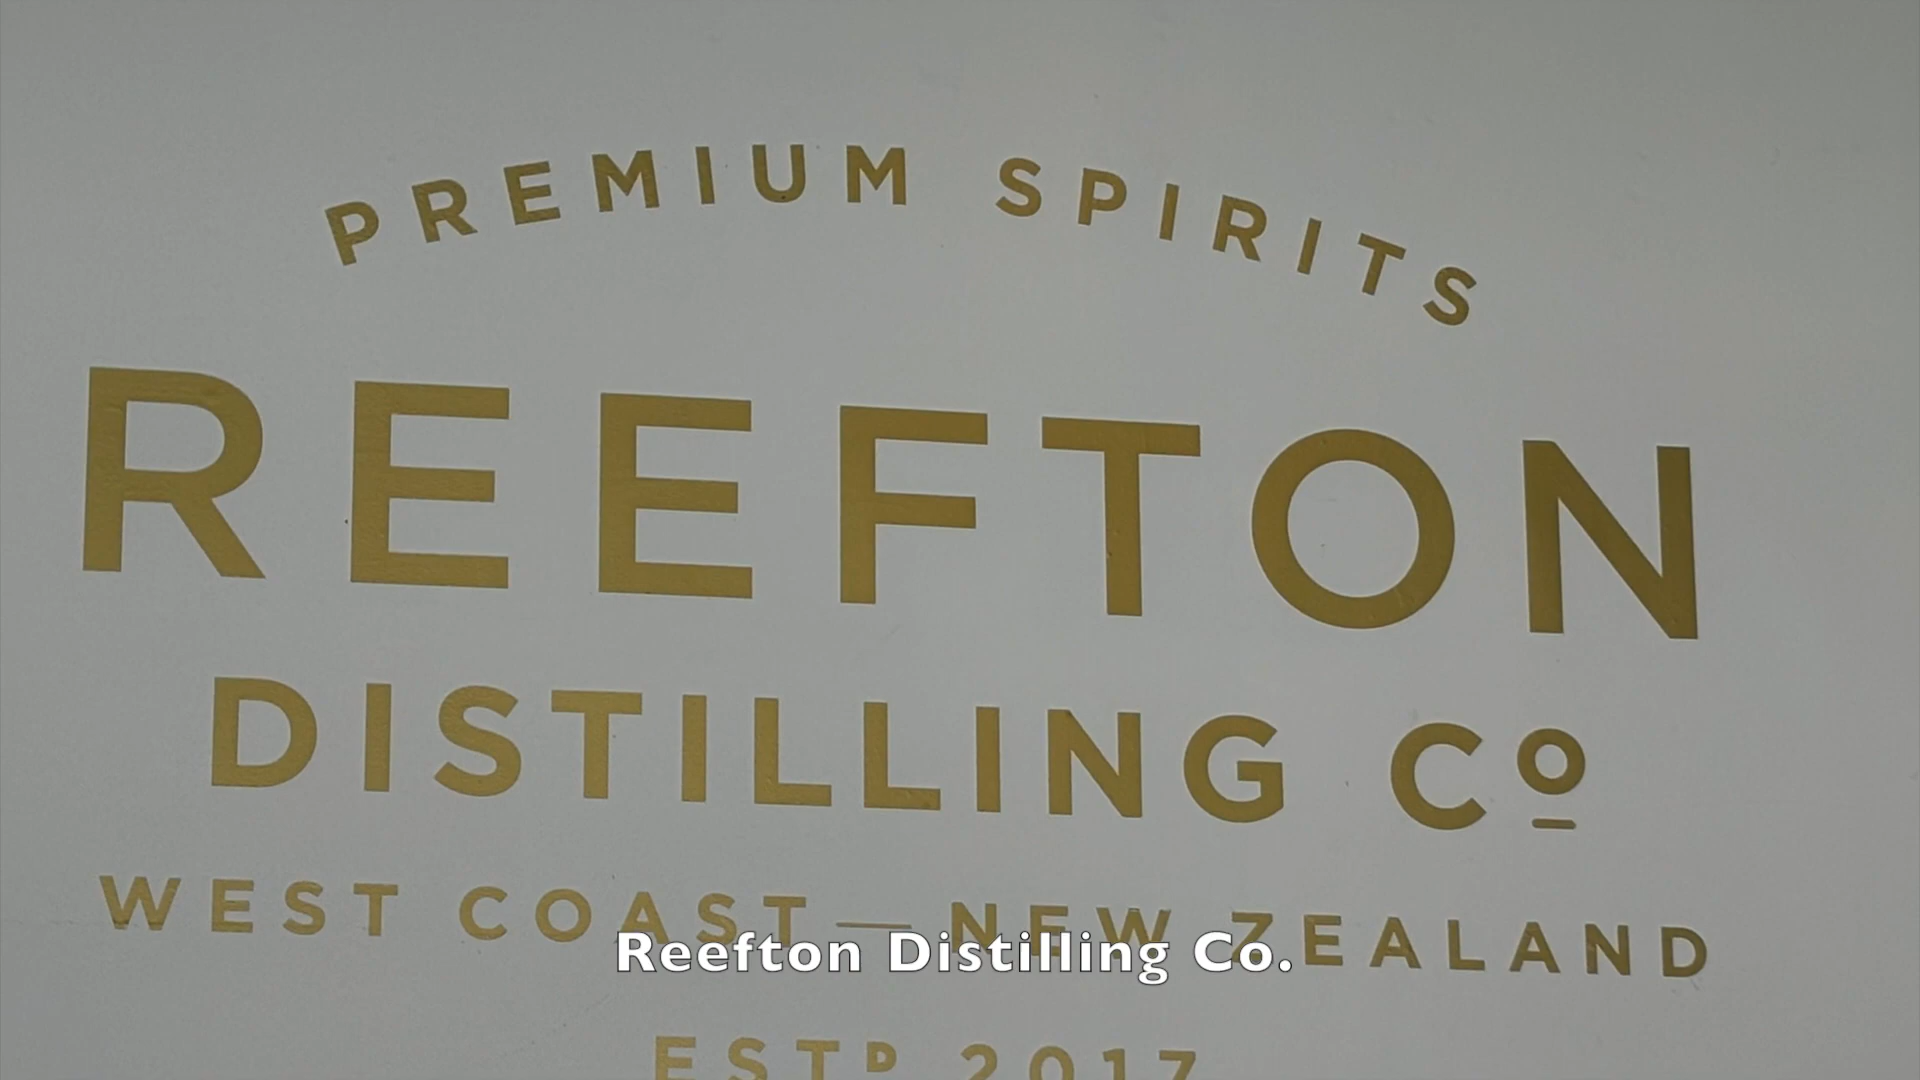 PREMIUM SPIRITS
REEFTON
DISTILLING Cº
WEST COAST — NEW ZEALAND
Reefton Distilling Co.
ESTD 2017